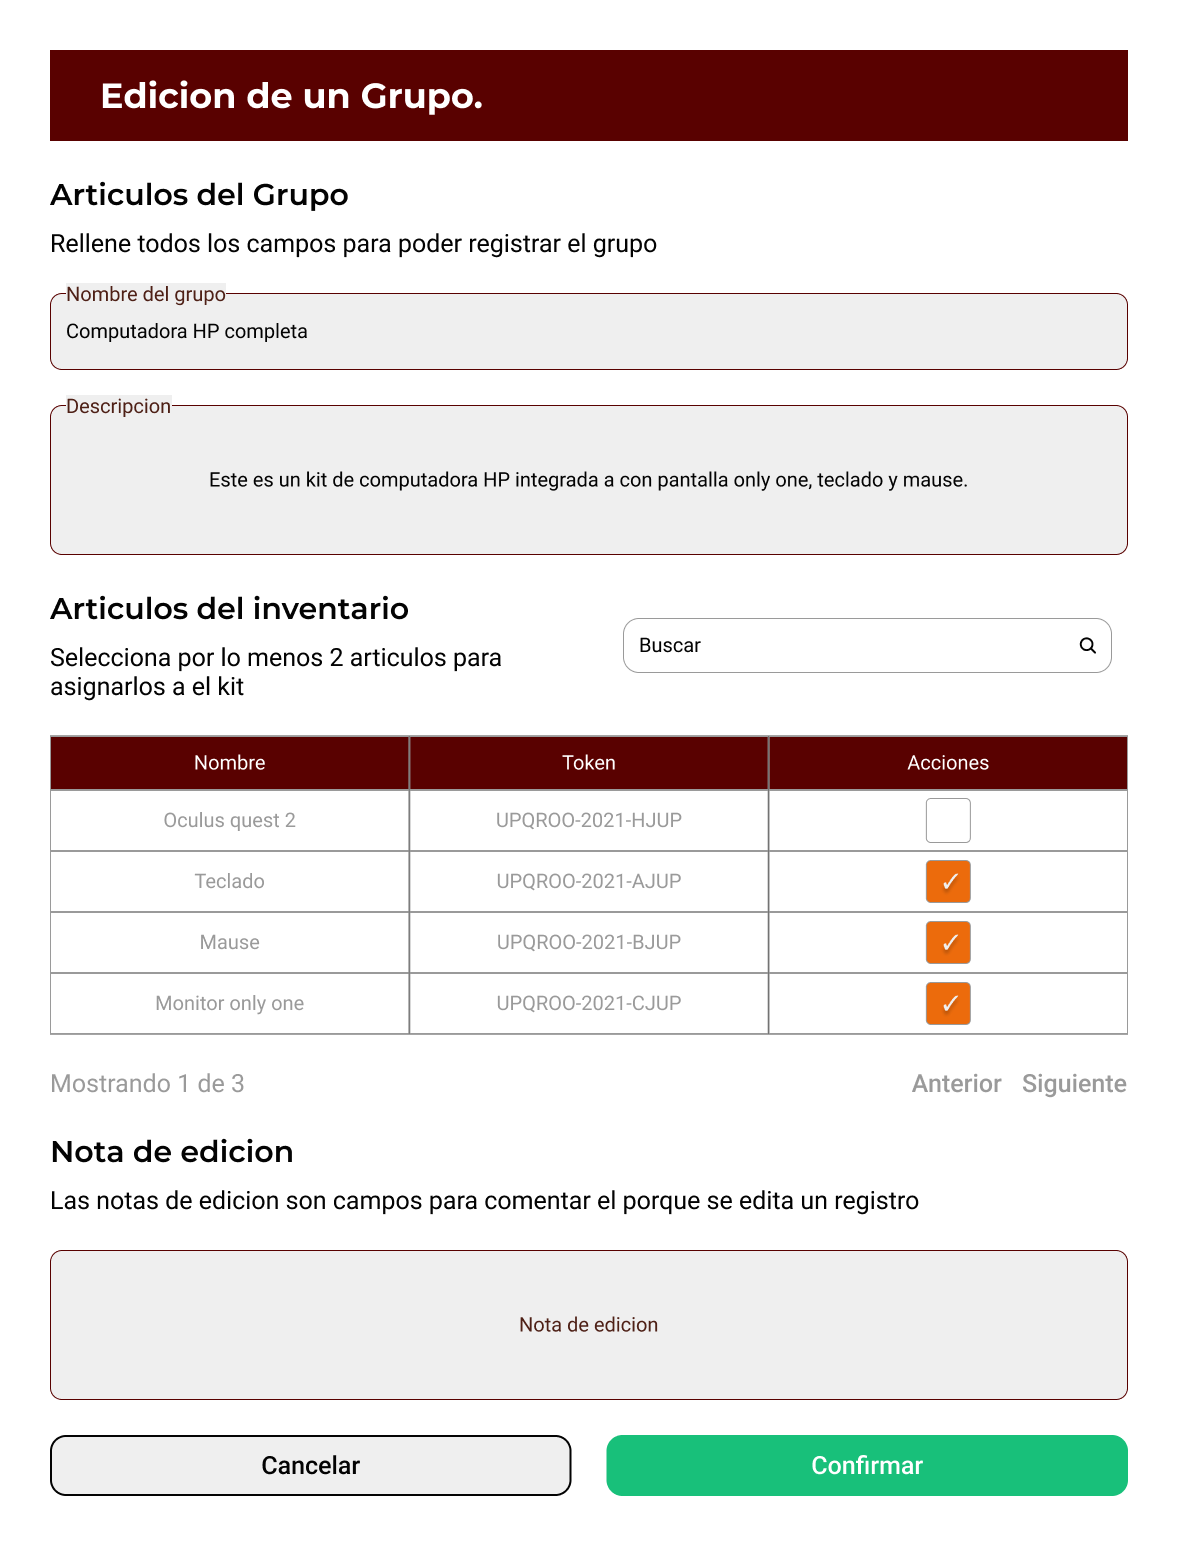 Edicion de un Grupo.
Articulos del Grupo
Rellene todos los campos para poder registrar el grupo
Nombre del grupo
Computadora HP completa
Descripcion
Este es un kit de computadora HP integrada a con pantalla only one, teclado y mause.
Articulos del inventario
Selecciona por lo menos 2 articulos para
asignarlos a el kit
Buscar
Nombre Token Acciones
Oculus quest 2 UPQROO-2021-HJUP
Teclado UPQROO-2021-AJUP ✓
Mause UPQROO-2021-BJUP ✓
Monitor only one UPQROO-2021-CJUP ✓
Mostrando 1 de 3 Anterior Siguiente
Nota de edicion
Las notas de edicion son campos para comentar el porque se edita un registro
Nota de edicion
Cancelar Confirmar